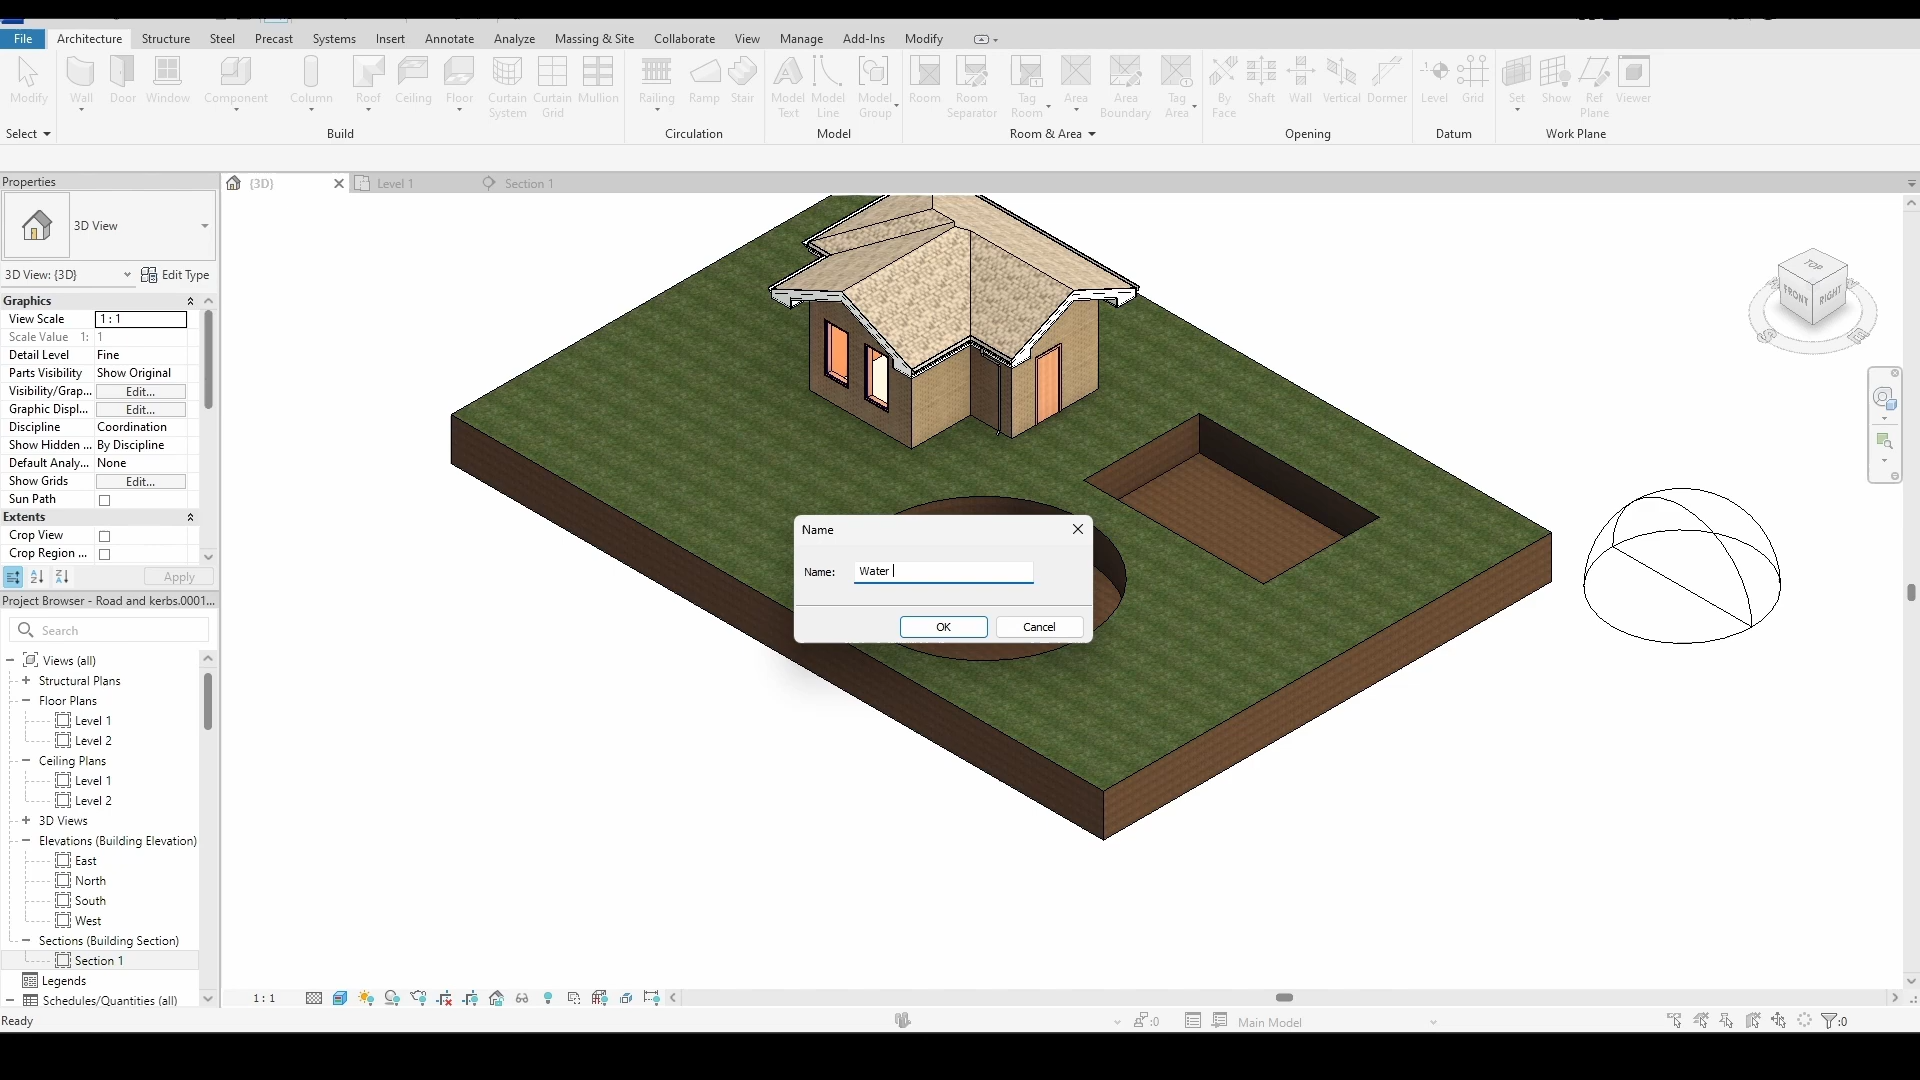 File Architecture Structure Steel Precast Systems Insert Annotate Analyze Massing & Site Collaborate View Manage Add-Ins Modify
Modify Wall Door Window Component Column Roof Ceiling Floor Curtain System Curtain Grid Mullion Railing Ramp Stair Model Text Model Line Model Group Room Room Separator Tag Room Area Area Boundary Tag Area By Face Shaft Wall Vertical Dormer Level Grid Set Show Ref Plane Viewer
Select Build Circulation Model Room & Area Opening Datum Work Plane
Properties
{3D} Level 1 Section 1
3D View
3D View: {3D} Edit Type
Graphics
View Scale 1 : 1
Scale Value 1: 1
Detail Level Fine
Parts Visibility Show Original
Visibility/Grap... Edit...
Graphic Displ... Edit...
Discipline Coordination
Show Hidden ... By Discipline
Default Analy... None
Show Grids Edit...
Sun Path
Extents
Crop View
Crop Region ...
Apply
Project Browser - Road and kerbs.0001...
Search
Views (all)
Structural Plans
Floor Plans
Level 1
Level 2
Ceiling Plans
Level 1
Level 2
3D Views
Elevations (Building Elevation)
East
North
South
West
Sections (Building Section)
Section 1
Legends
Schedules/Quantities (all)
TOP
FRONT RIGHT
Name
Name: Water
OK Cancel
1 : 1
Ready :0 Main Model :0